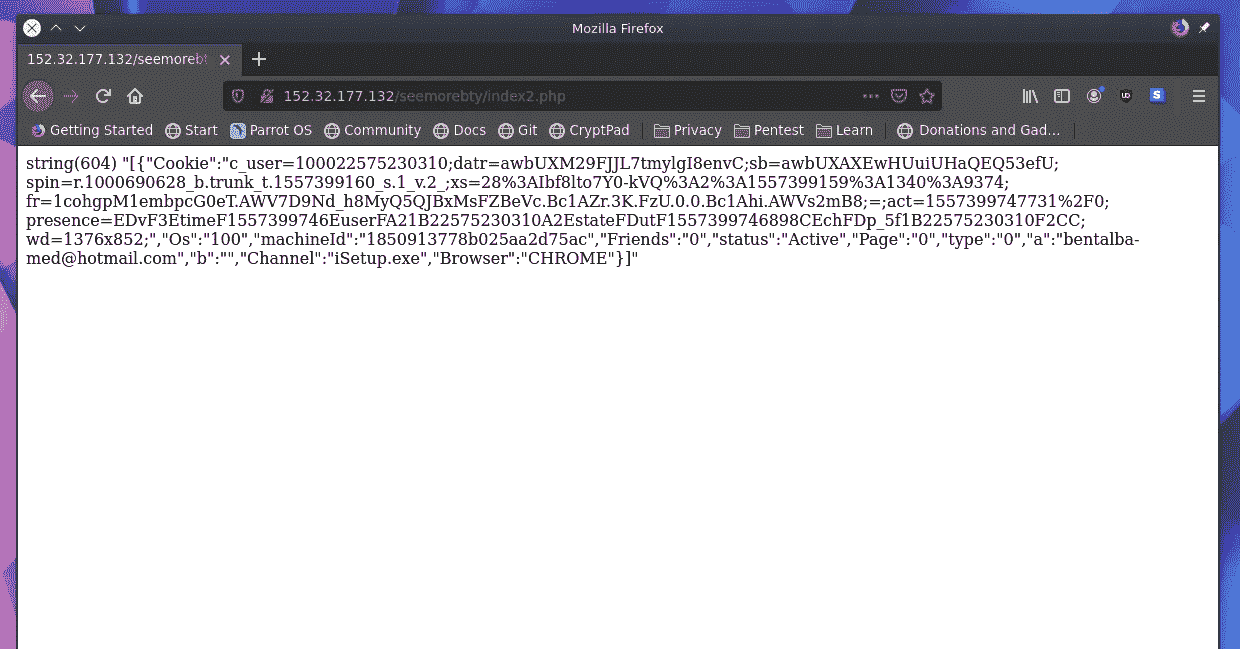 Mozilla Firefox
152.32.177.132/seemorebt
152.32.177.132/seemorebty/index2.php
Getting Started Start Parrot OS Community Docs Git CryptPad Privacy Pentest Learn Donations and Gad...
string(604) "[{"Cookie":"c_user=100022575230310;datr=awbUXM29FJJL7tmylgI8envC;sb=awbUXAXEwHUuiUHaQEQ53efU;
spin=r.1000690628_b.trunk_t.1557399160_s.1_v.2_;xs=28%3AIbf8lto7Y0-kVQ%3A2%3A1557399159%3A1340%3A9374;
fr=1cohgpM1embpcG0eT.AWV7D9Nd_h8MyQ5QJBxMsFZBeVc.Bc1AZr.3K.FzU.0.0.Bc1Ahi.AWVs2mB8;=;act=1557399747731%2F0;
presence=EDvF3EtimeF1557399746EuserFA21B22575230310A2EstateFDutF1557399746898CEchFDp_5f1B22575230310F2CC;
wd=1376x852;","Os":"100","machineId":"1850913778b025aa2d75ac","Friends":"0","status":"Active","Page":"0","type":"0","a":"bentalba-
med@hotmail.com","b":"","Channel":"iSetup.exe","Browser":"CHROME"}]"